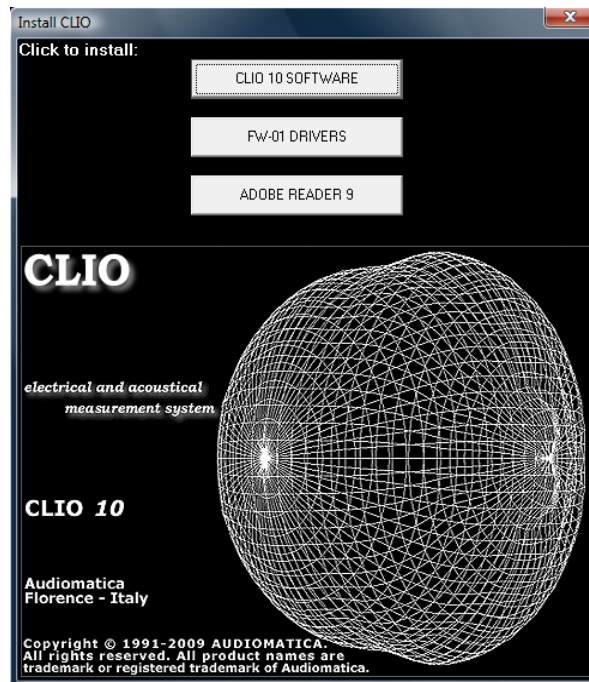 Install CLIO
Click to install:
CLIO 10 SOFTWARE
FW-01 DRIVERS
ADOBE READER 9
CLIO
electrical and acoustical
measurement system
CLIO 10
Audiomatica
Florence - Italy
Copyright © 1991-2009 AUDIOMATICA.
All rights reserved. All product names are
trademark or registered trademark of Audiomatica.